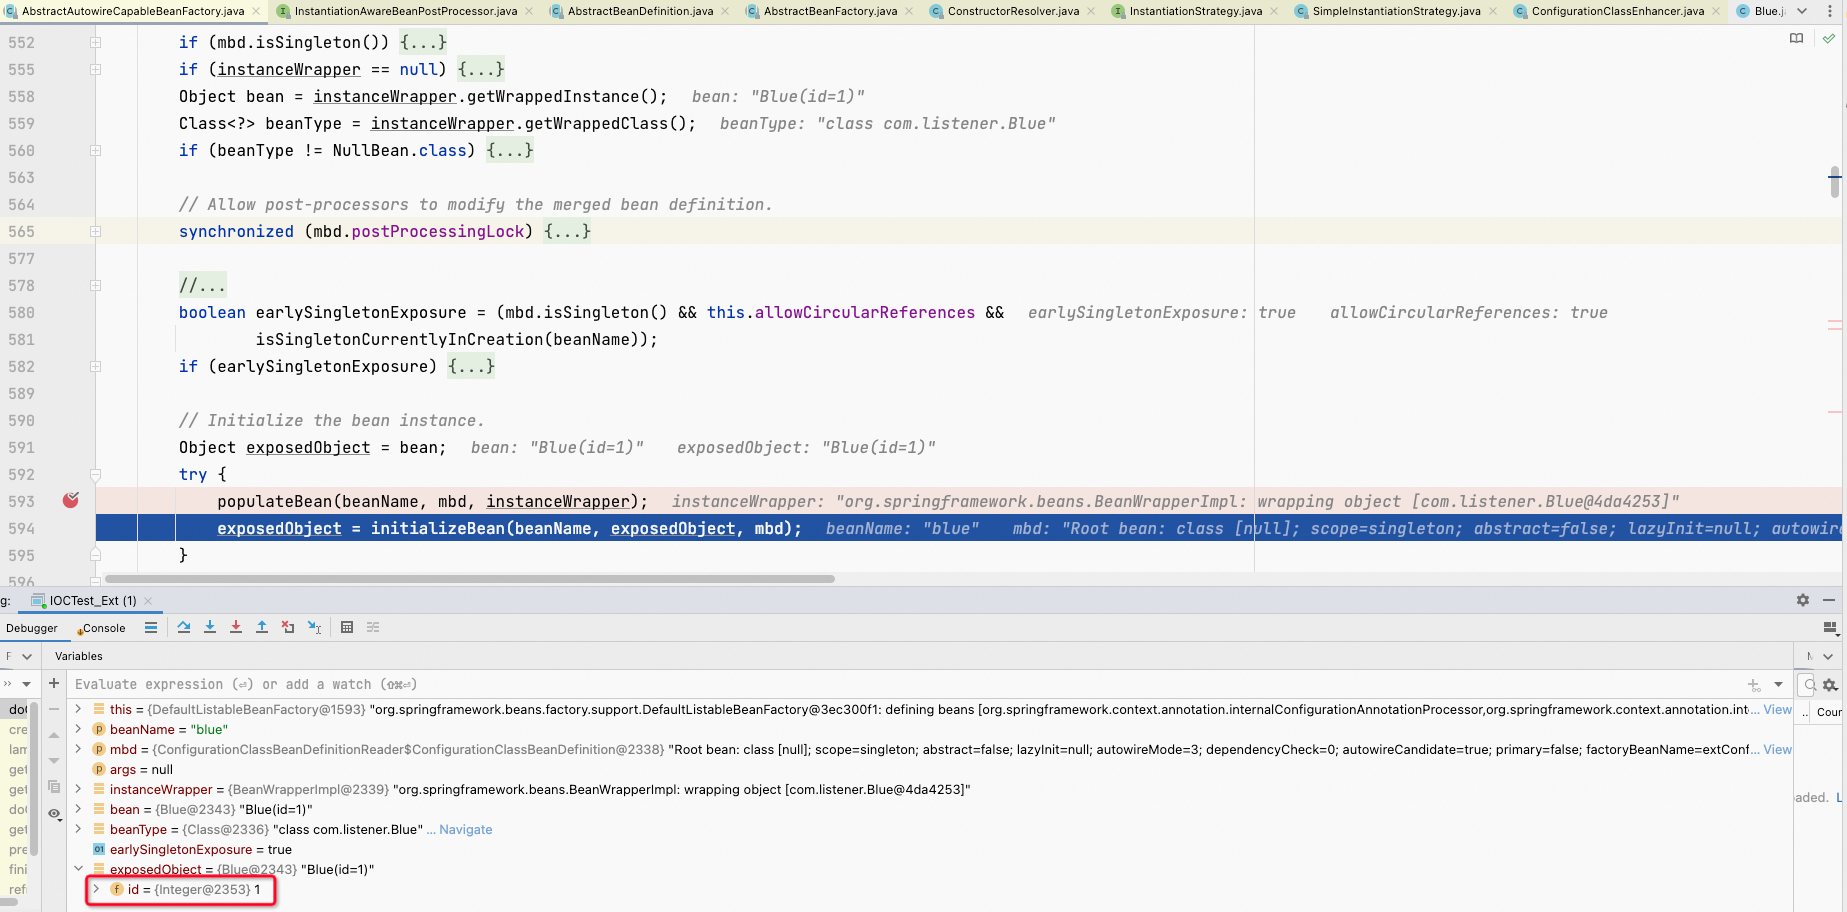 AbstractAutowireCapableBeanFactory.java InstantiationAwareBeanPostProcessor.java AbstractBeanDefinition.java AbstractBeanFactory.java ConstructorResolver.java InstantiationStrategy.java SimpleInstantiationStrategy.java ConfigurationClassEnhancer.java Blue.j
552 if (mbd.isSingleton()) {...}
555 if (instanceWrapper == null) {...}
558 Object bean = instanceWrapper.getWrappedInstance(); bean: "Blue(id=1)"
559 Class<?> beanType = instanceWrapper.getWrappedClass(); beanType: "class com.listener.Blue"
560 if (beanType != NullBean.class) {...}
563
564 // Allow post-processors to modify the merged bean definition.
565 synchronized (mbd.postProcessingLock) {...}
577
578 //...
580 boolean earlySingletonExposure = (mbd.isSingleton() && this.allowCircularReferences && earlySingletonExposure: true allowCircularReferences: true
581 isSingletonCurrentlyInCreation(beanName));
582 if (earlySingletonExposure) {...}
589
590 // Initialize the bean instance.
591 Object exposedObject = bean; bean: "Blue(id=1)" exposedObject: "Blue(id=1)"
592 try {
593 populateBean(beanName, mbd, instanceWrapper); instanceWrapper: "org.springframework.beans.BeanWrapperImpl: wrapping object [com.listener.Blue@4da4253]"
594 exposedObject = initializeBean(beanName, exposedObject, mbd); beanName: "blue" mbd: "Root bean: class [null]; scope=singleton; abstract=false; lazyInit=null; autowire
595 }
596
g: IOCTest_Ext (1)
Debugger Console
F Variables
Evaluate expression (⏎) or add a watch (⇧⌘⏎)
do( this = {DefaultListableBeanFactory@1593} "org.springframework.beans.factory.support.DefaultListableBeanFactory@3ec300f1: defining beans [org.springframework.context.annotation.internalConfigurationAnnotationProcessor,org.springframework.context.annotation.int... View .. Cour
cre beanName = "blue"
lam mbd = {ConfigurationClassBeanDefinitionReader$ConfigurationClassBeanDefinition@2338} "Root bean: class [null]; scope=singleton; abstract=false; lazyInit=null; autowireMode=3; dependencyCheck=0; autowireCandidate=true; primary=false; factoryBeanName=extConf... View
get args = null
get instanceWrapper = {BeanWrapperImpl@2339} "org.springframework.beans.BeanWrapperImpl: wrapping object [com.listener.Blue@4da4253]"
do( bean = {Blue@2343} "Blue(id=1)" aded. L
get beanType = {Class@2336} "class com.listener.Blue" ... Navigate
pre earlySingletonExposure = true
fini exposedObject = {Blue@2343} "Blue(id=1)"
ref id = {Integer@2353} 1